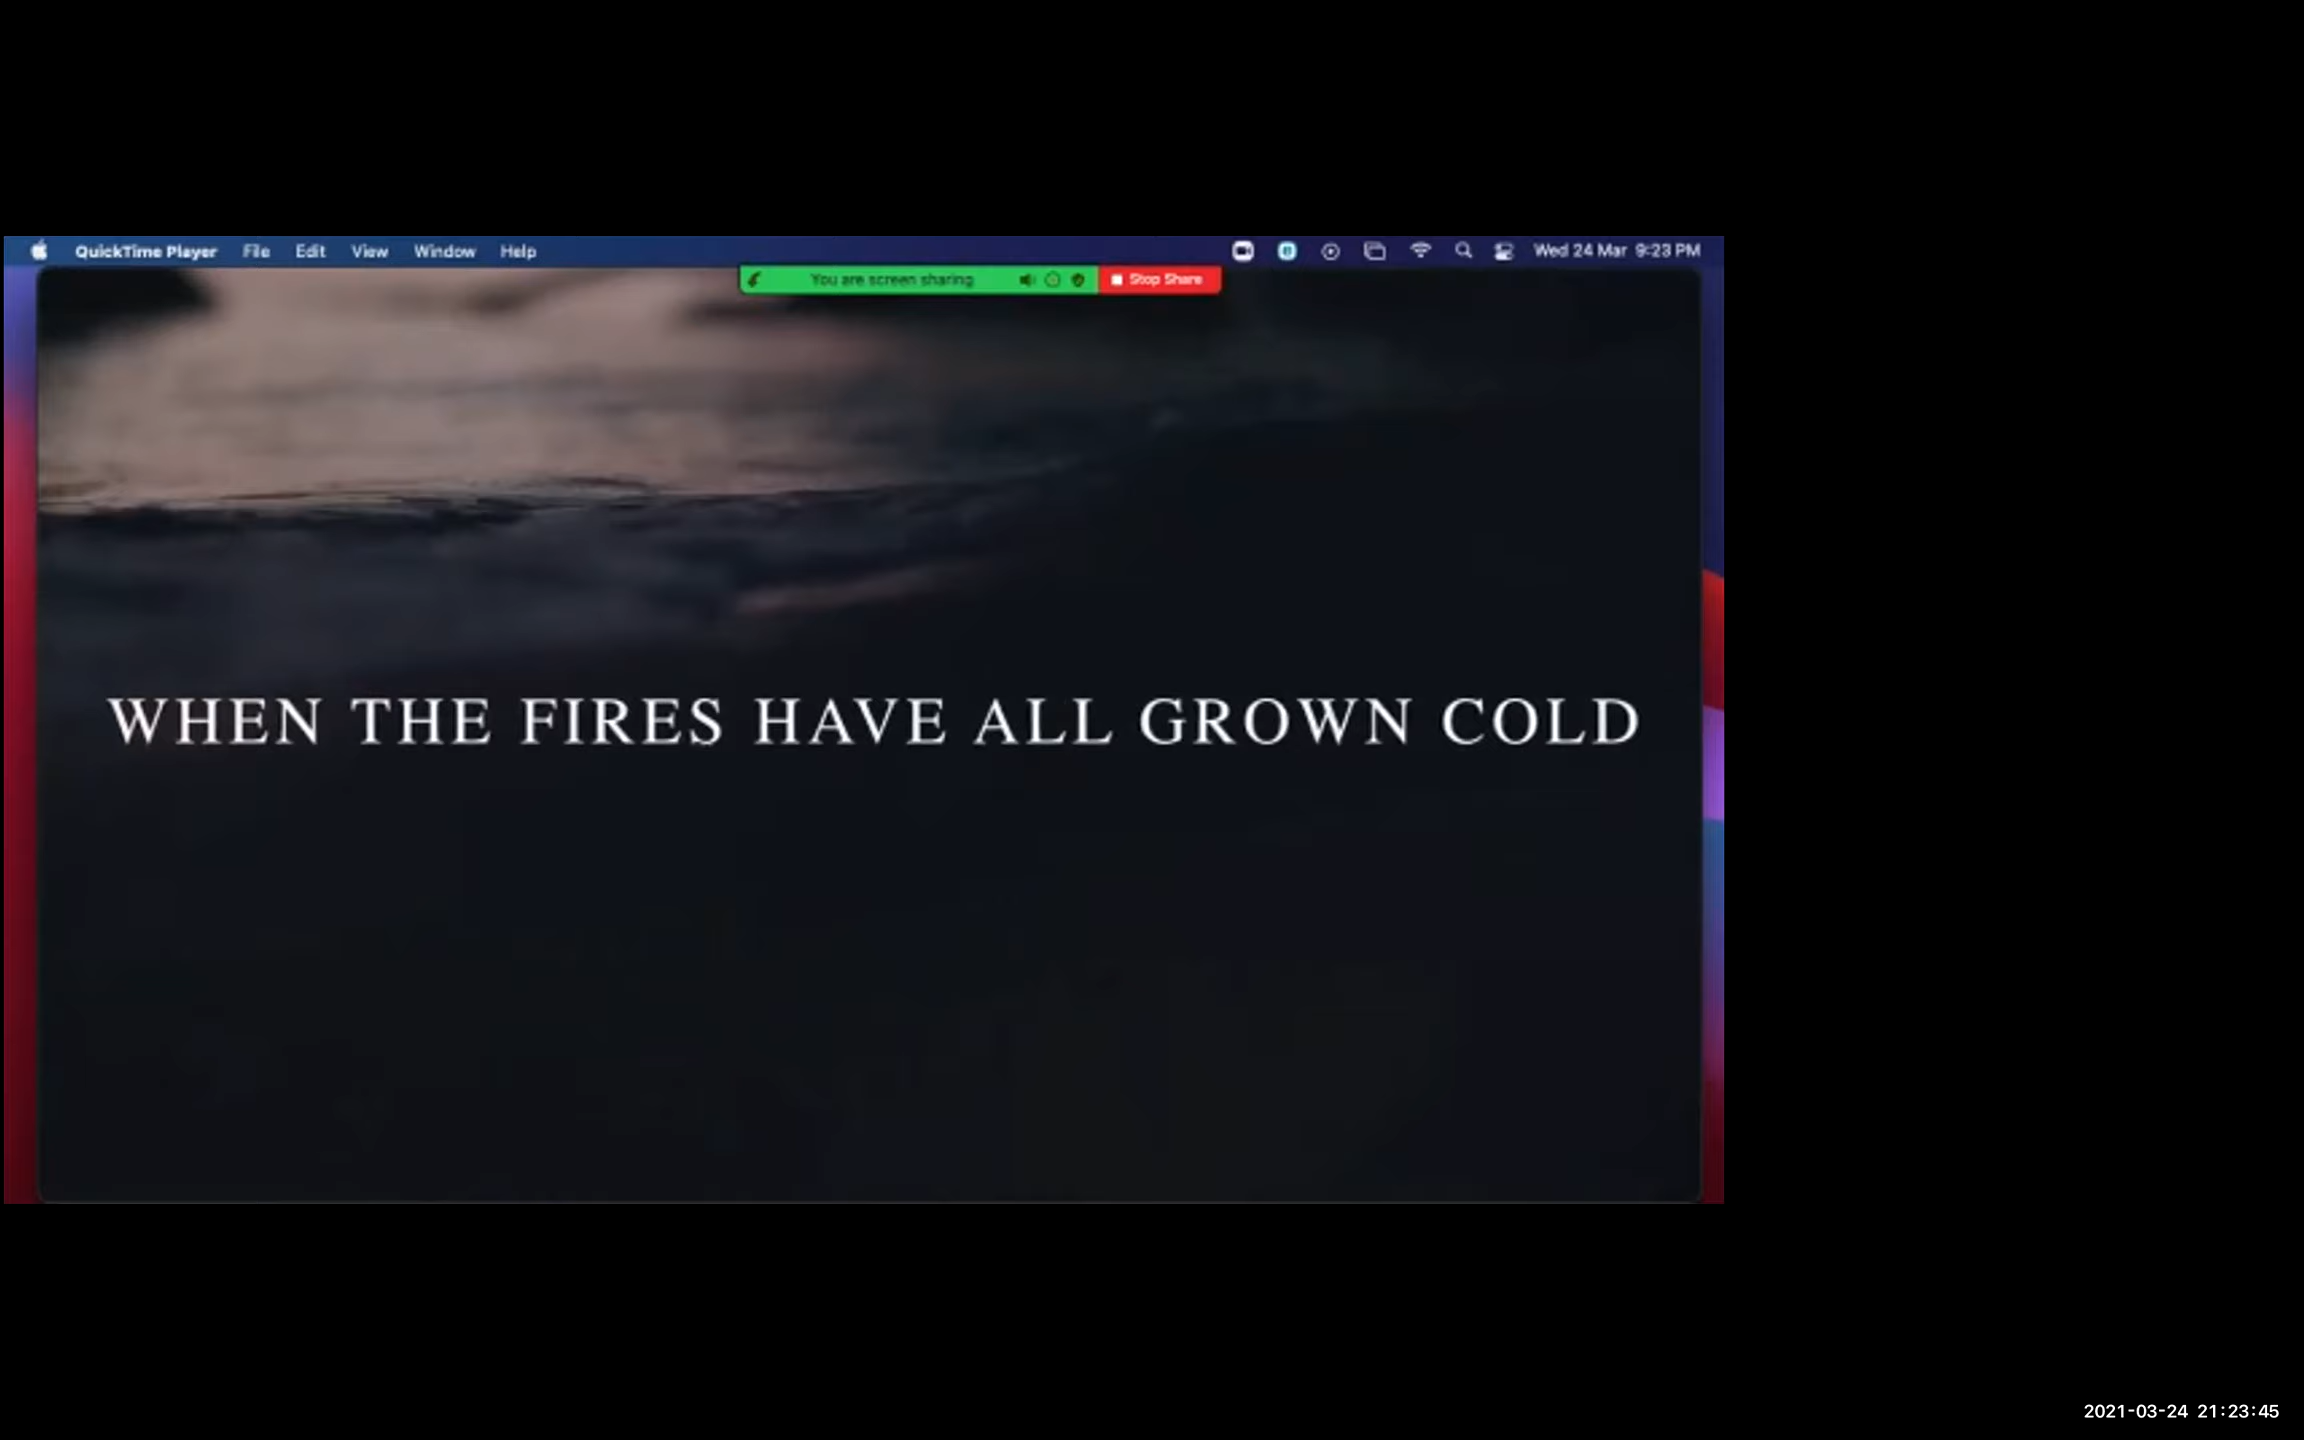 QuickTime Player File Edit View Window Help Wed 24 Mar 9:23 PM
You are screen sharing Stop Share
WHEN THE FIRES HAVE ALL GROWN COLD
2021-03-24 21:23:45